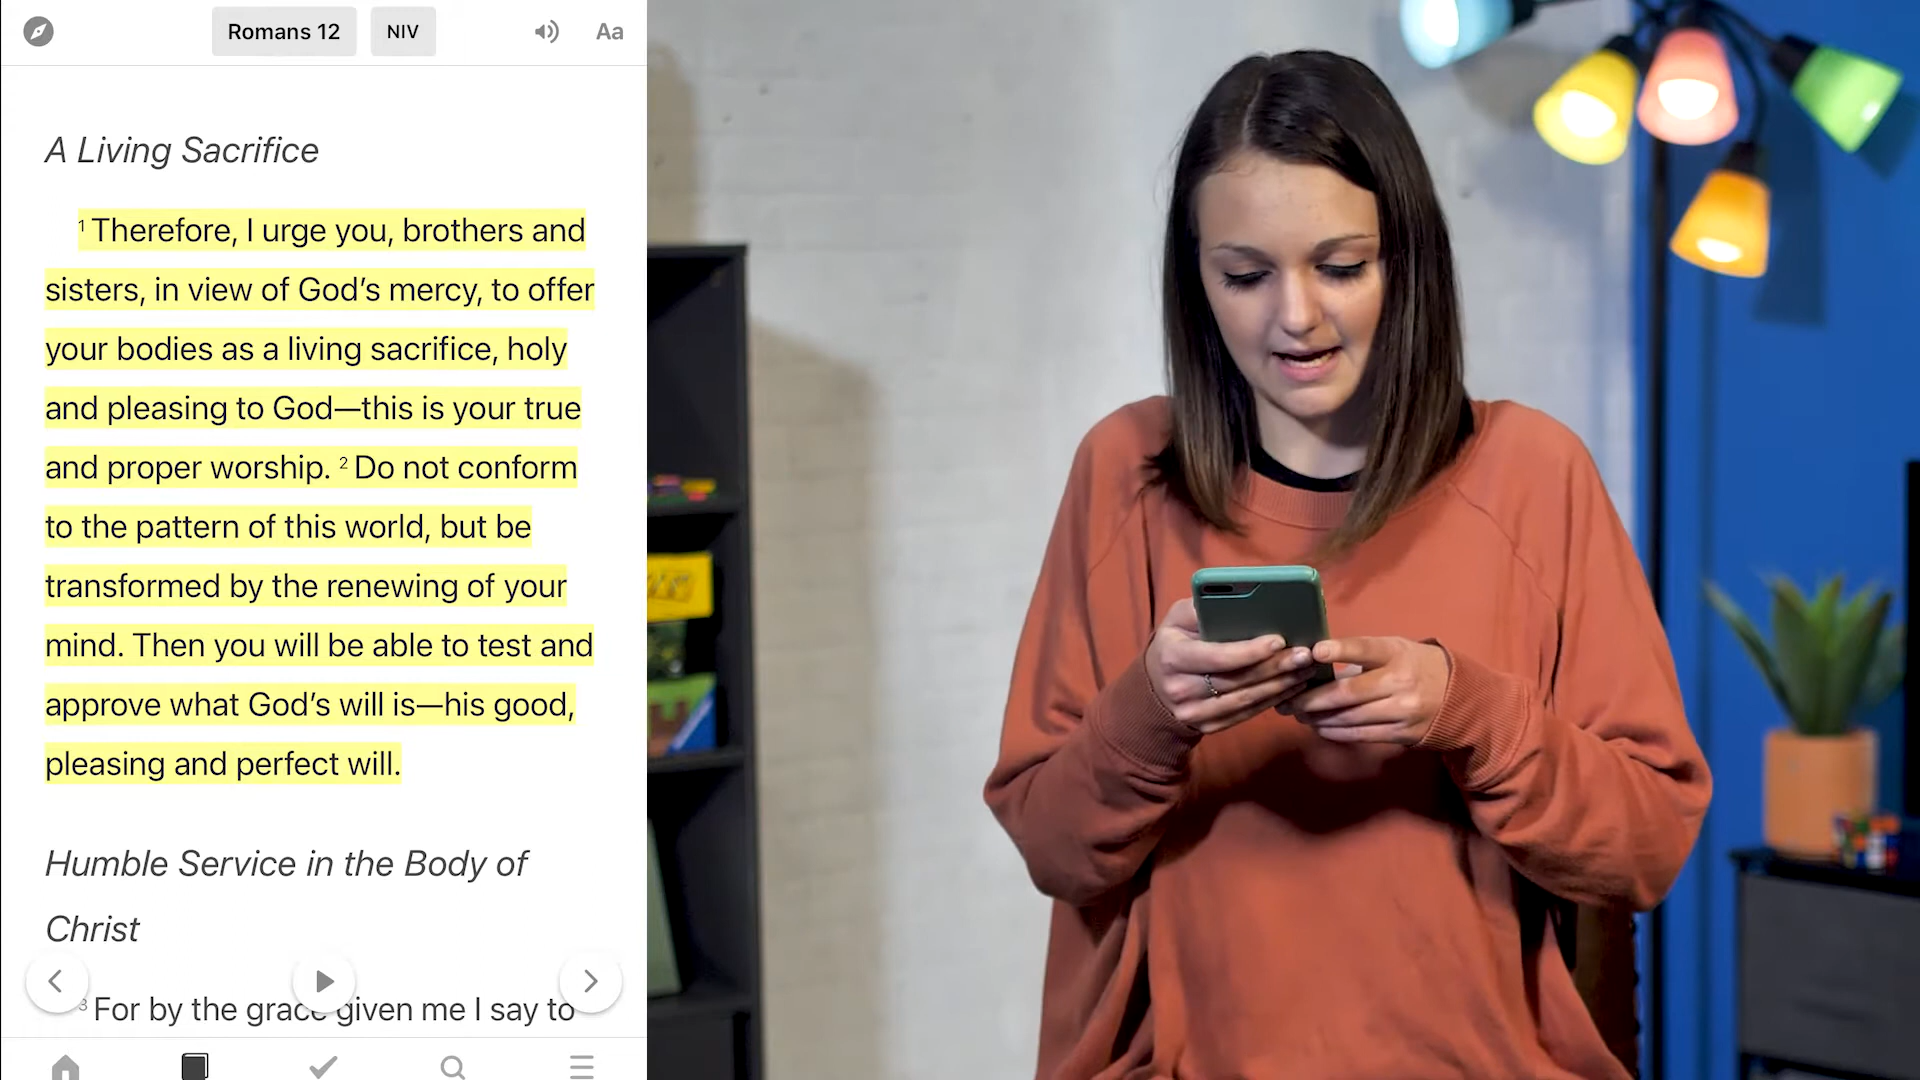 Romans 12 NIV Aa
A Living Sacrifice
1 Therefore, I urge you, brothers and
sisters, in view of God’s mercy, to offer
your bodies as a living sacrifice, holy
and pleasing to God—this is your true
and proper worship. 2 Do not conform
to the pattern of this world, but be
transformed by the renewing of your
mind. Then you will be able to test and
approve what God’s will is—his good,
pleasing and perfect will.
Humble Service in the Body of
Christ
3 For by the grace given me I say to